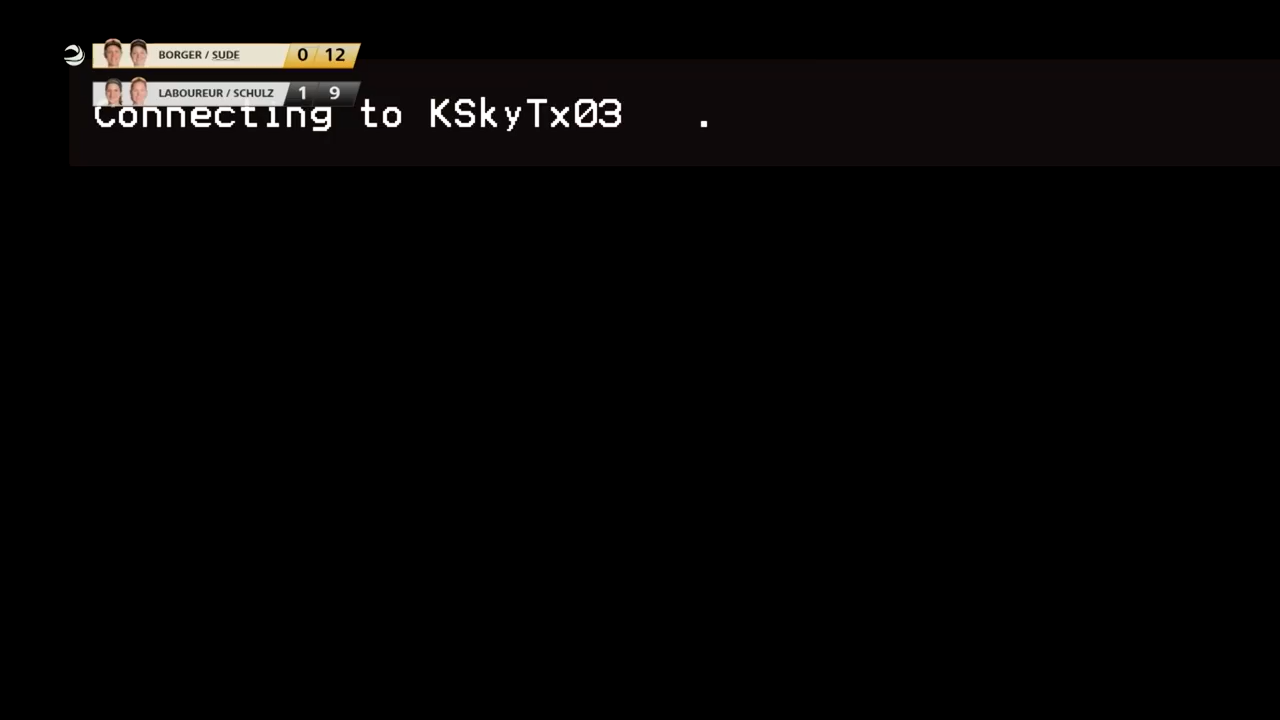 BORGER / SUDE 0 12
LABOUREUR / SCHULZ 1 9
Connecting to KSkyTx03 .